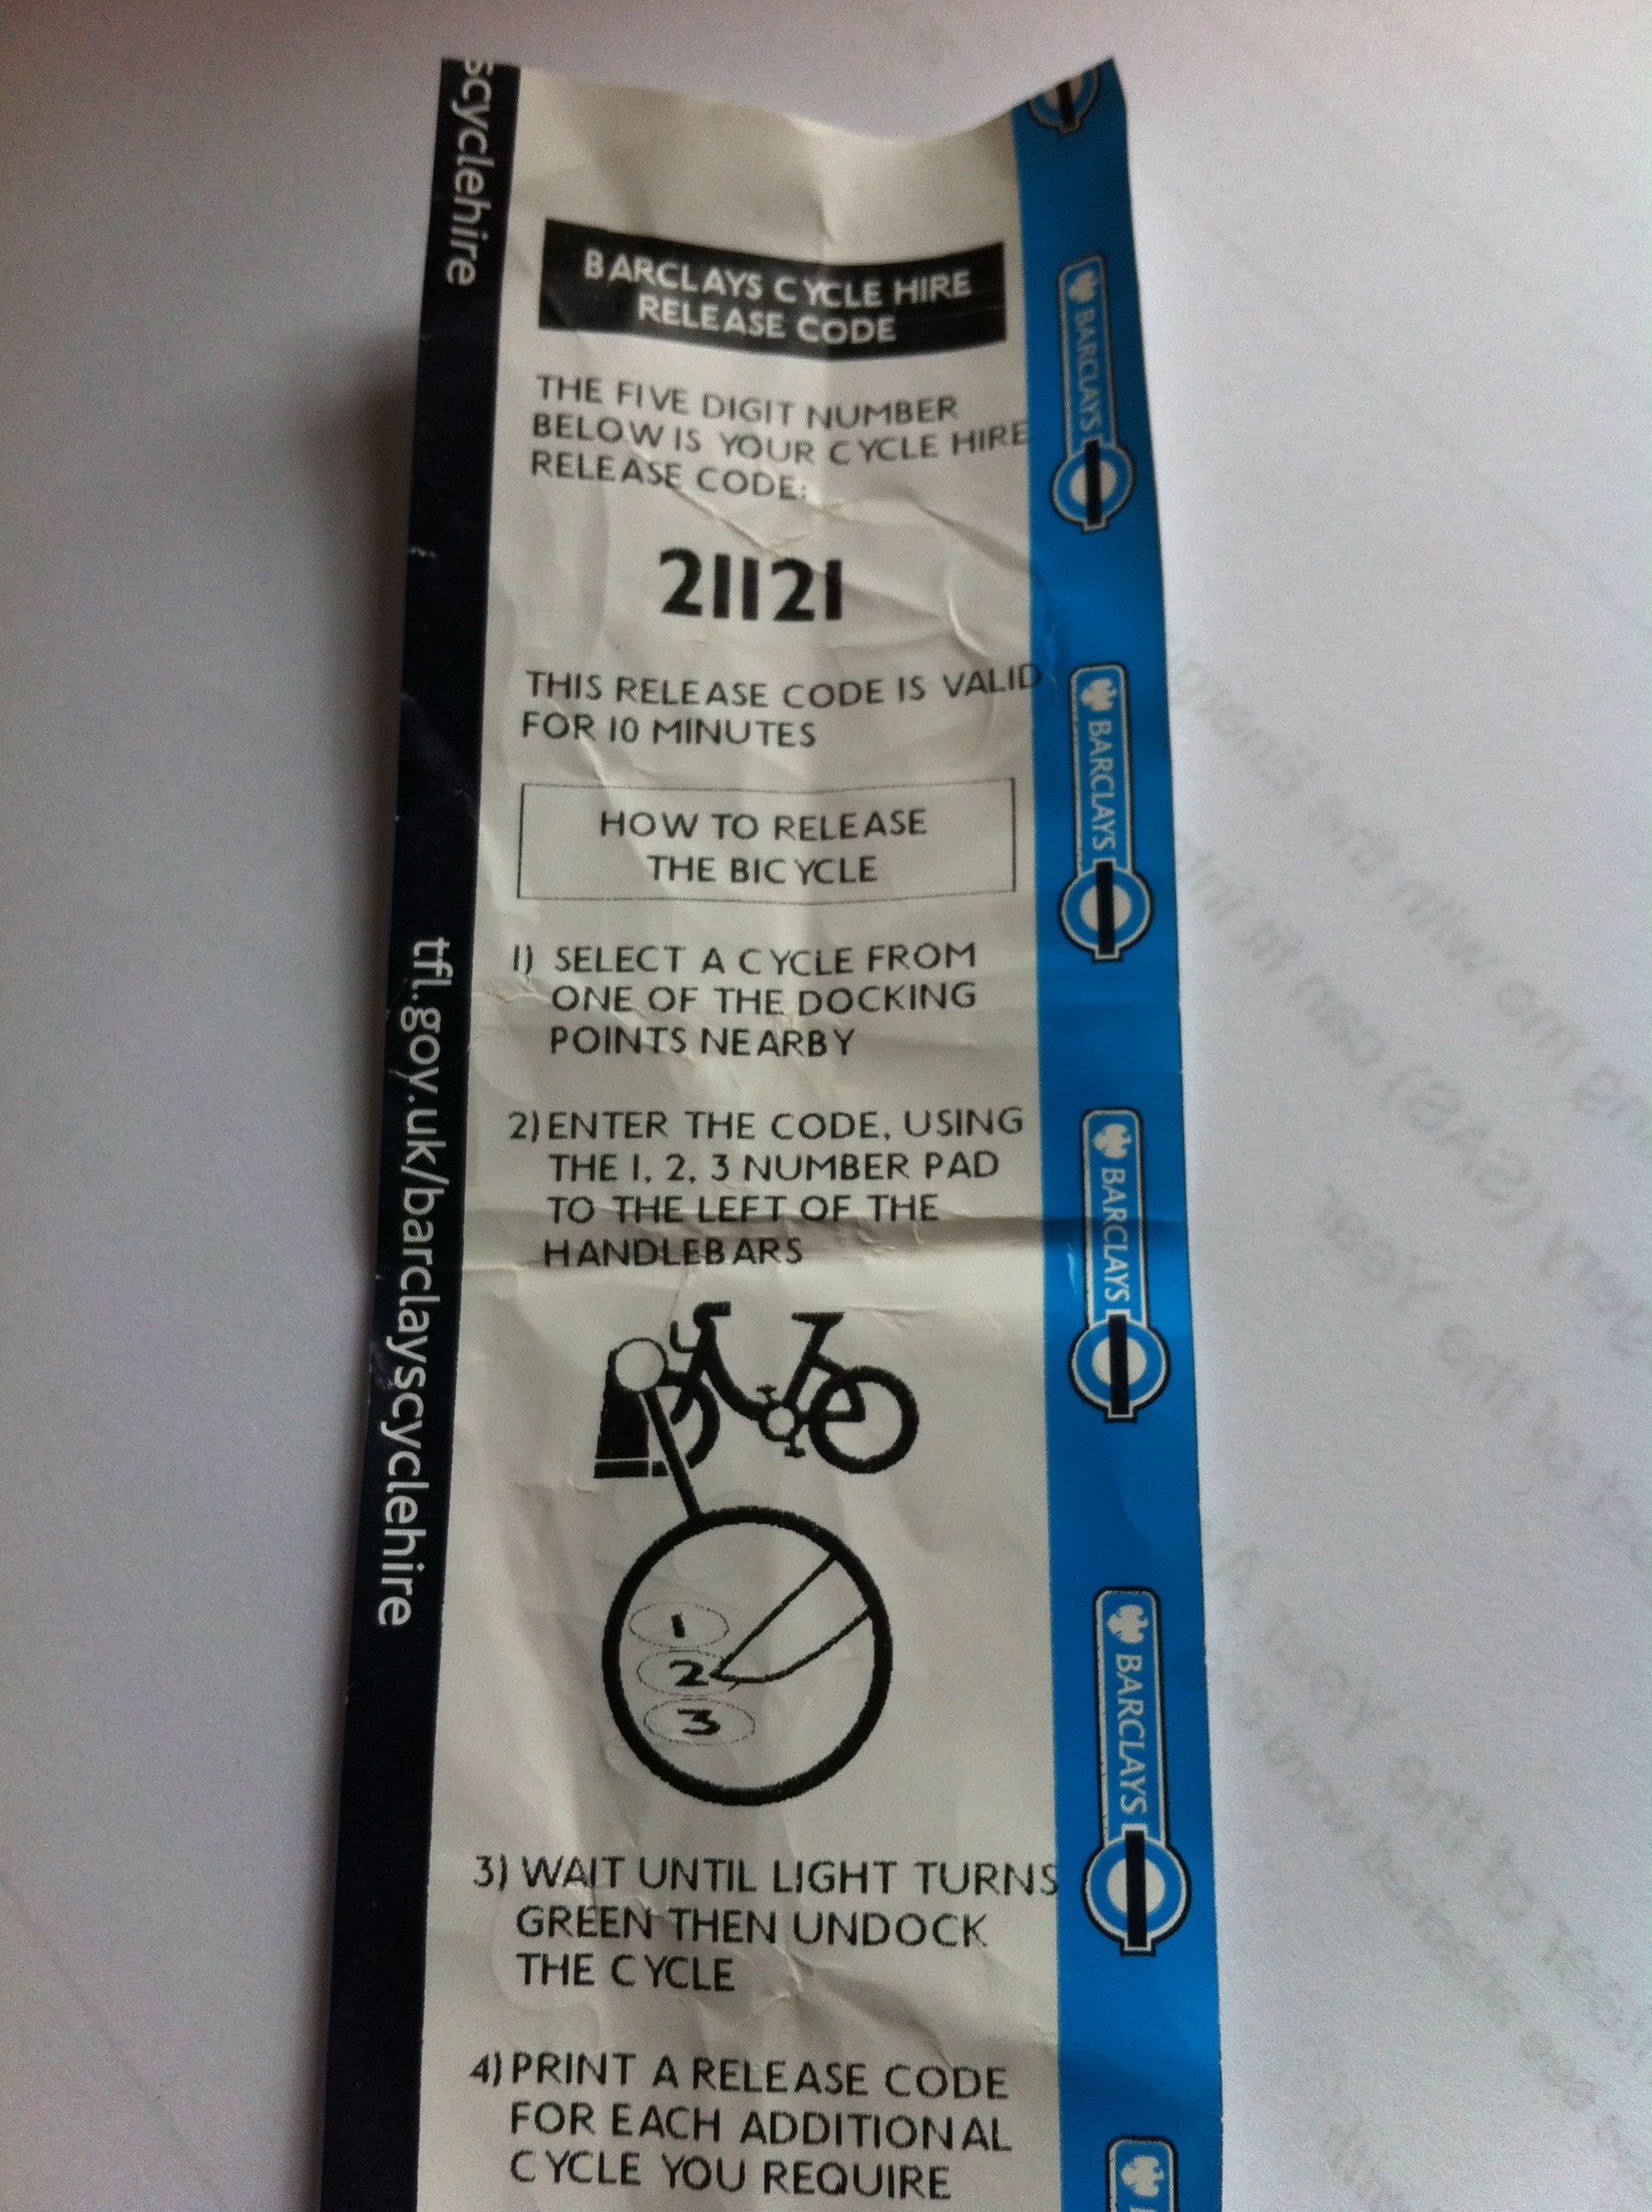 scyclehire
BARCLAYS CYCLE HIRE
RELEASE CODE
THE FIVE DIGIT NUMBER
BELOW IS YOUR CYCLE HIRE
RELEASE CODE:
21121
THIS RELEASE CODE IS VALID
FOR 10 MINUTES
HOW TO RELEASE
THE BICYCLE
1) SELECT A CYCLE FROM
ONE OF THE DOCKING
POINTS NEARBY
2) ENTER THE CODE, USING
THE 1, 2, 3 NUMBER PAD
TO THE LEFT OF THE
HANDLEBARS
1
2
3
3) WAIT UNTIL LIGHT TURNS
GREEN THEN UNDOCK
THE CYCLE
4) PRINT A RELEASE CODE
FOR EACH ADDITIONAL
CYCLE YOU REQUIRE
tfl.gov.uk/barclayscyclehire
BARCLAYS
BARCLAYS
BARCLAYS
BARCLAYS